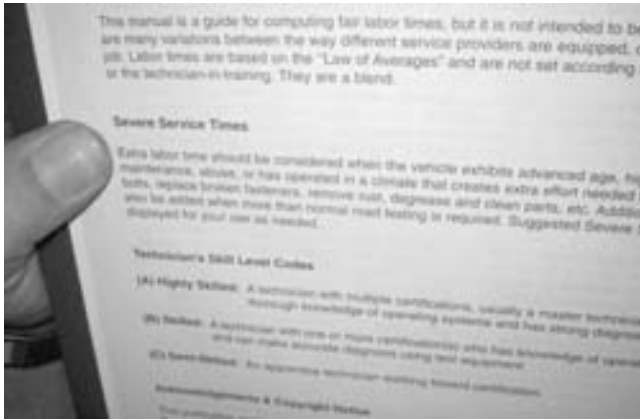 This manual is a guide for computing fair labor times, but it is not intended to be
are many variations between the way different service providers are equipped,
job. Labor times are based on the "Law of Averages" and are not set according
or the technician-in-training. They are a blend.
Severe Service Times
Extra labor time should be considered when the vehicle exhibits advanced age,
maintenance, abuse, or has operated in a climate that creates extra effort needed
bolts, replace broken fasteners, remove rust, degrease and clean parts, etc.
also be added when more than normal road testing is required. Suggested Severe
displayed for your use as needed.
Technician's Skill Level Codes
(A) Highly Skilled: A technician with multiple certifications, usually a master
thorough knowledge of operating systems and has strong
(B) Skilled: A technician with one or more certification(s) who has knowledge of
and can make accurate diagnosis using test equipment
(C) Semi-Skilled: An apprentice technician working toward certification.
Acknowledgements & Copyright Notice
This publication